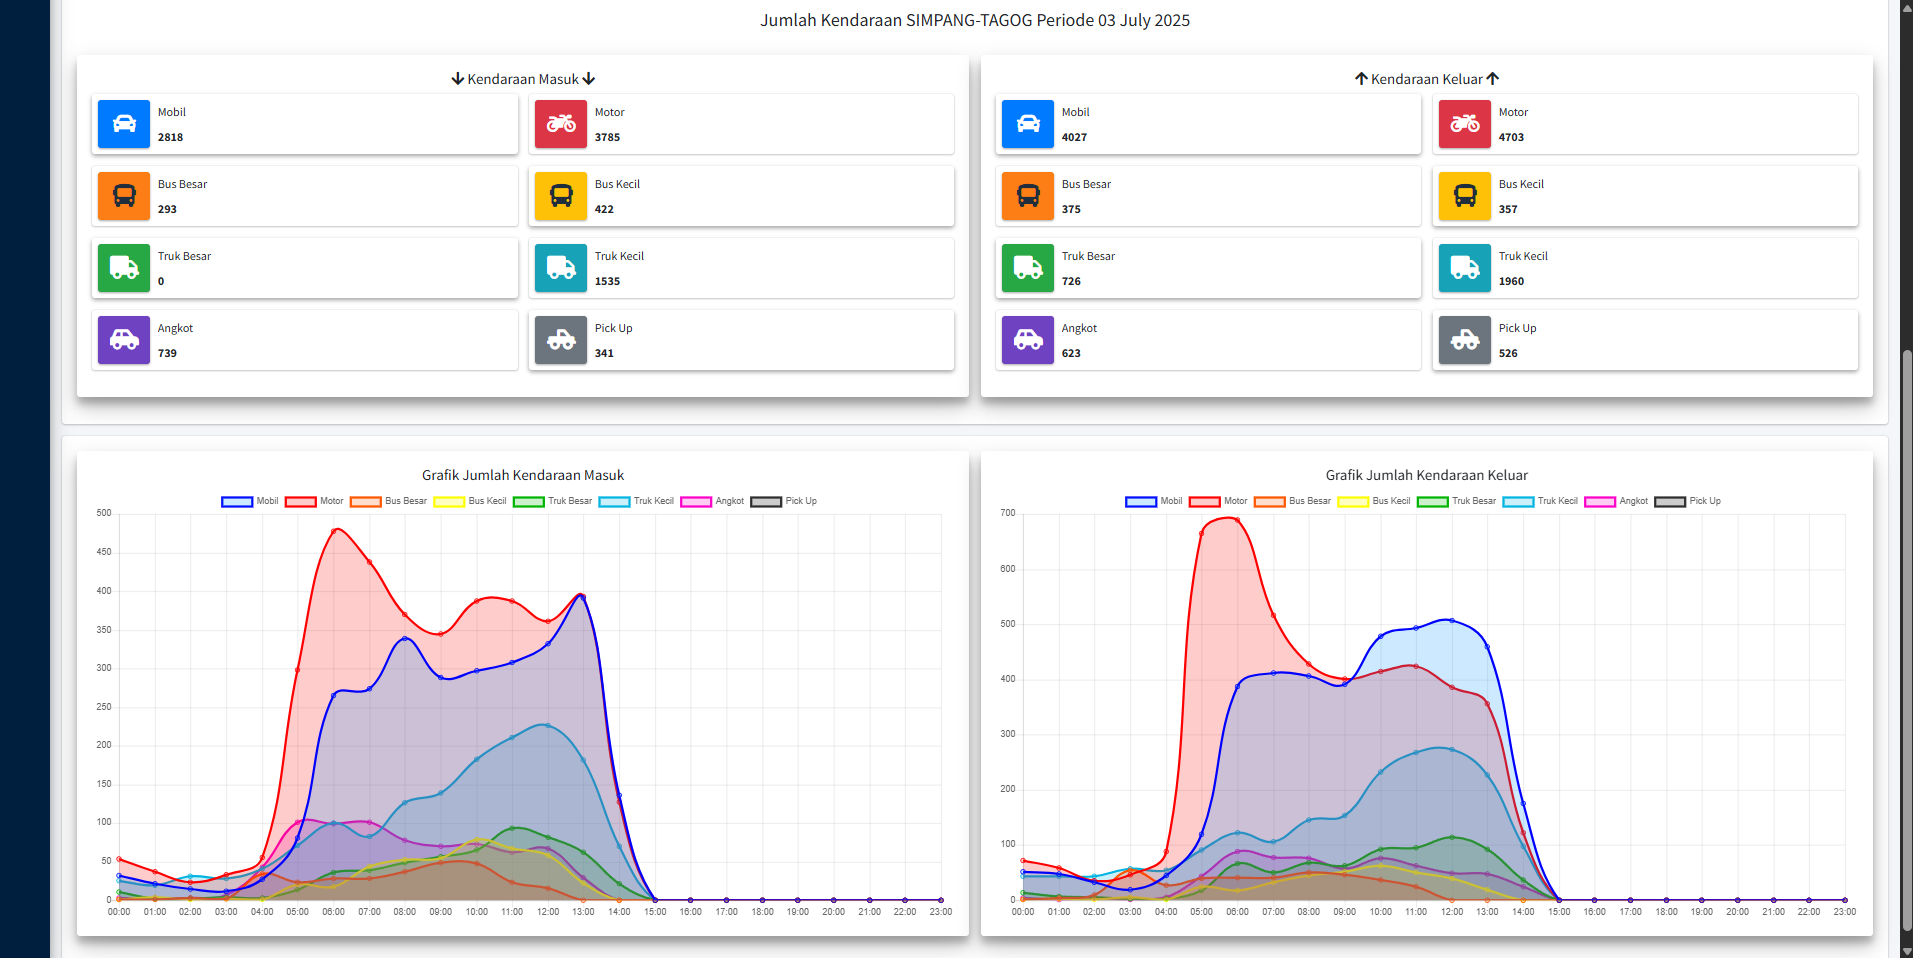 Jumlah Kendaraan SIMPANG-TAGOG Periode 03 July 2025
Kendaraan Masuk
Mobil
2818
Motor
3785
Bus Besar
293
Bus Kecil
422
Truk Besar
0
Truk Kecil
1535
Angkot
739
Pick Up
341
Kendaraan Keluar
Mobil
4027
Motor
4703
Bus Besar
375
Bus Kecil
357
Truk Besar
726
Truk Kecil
1960
Angkot
623
Pick Up
526
Grafik Jumlah Kendaraan Masuk
Mobil Motor Bus Besar Bus Kecil Truk Besar Truk Kecil Angkot Pick Up
500
450
400
350
300
250
200
150
100
50
0
00:00 01:00 02:00 03:00 04:00 05:00 06:00 07:00 08:00 09:00 10:00 11:00 12:00 13:00 14:00 15:00 16:00 17:00 18:00 19:00 20:00 21:00 22:00 23:00
Grafik Jumlah Kendaraan Keluar
Mobil Motor Bus Besar Bus Kecil Truk Besar Truk Kecil Angkot Pick Up
700
600
500
400
300
200
100
0
00:00 01:00 02:00 03:00 04:00 05:00 06:00 07:00 08:00 09:00 10:00 11:00 12:00 13:00 14:00 15:00 16:00 17:00 18:00 19:00 20:00 21:00 22:00 23:00